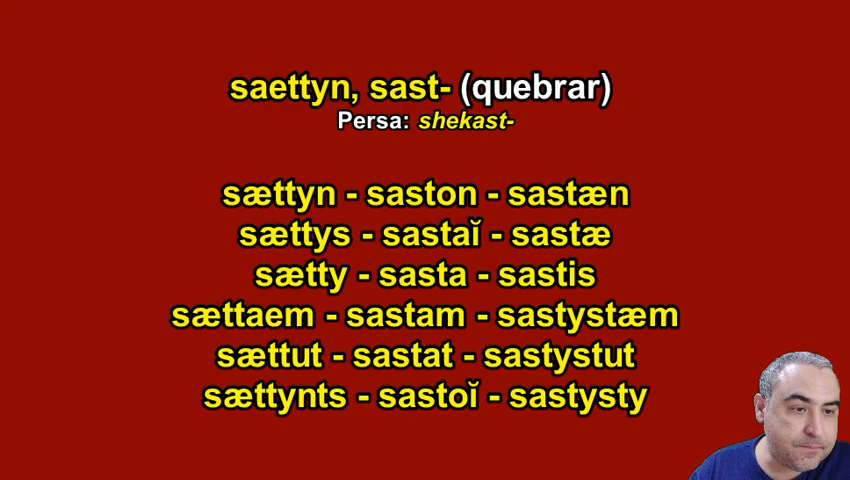 saettyn, sast- (quebrar)
Persa: shekast-
sættyn - saston - sastæn
sættys - sastaĭ - sastæ
sætty - sasta - sastis
sættaem - sastam - sastystæm
sættut - sastat - sastystut
sættynts - sastoĭ - sastysty